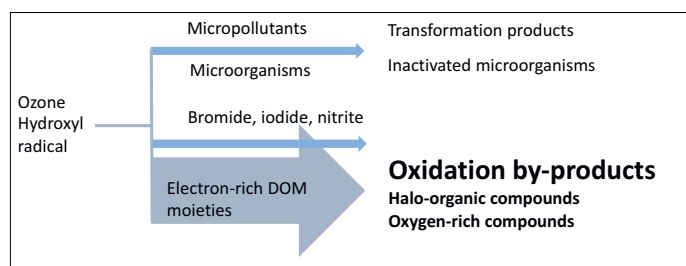 Micropollutants
Transformation products
Microorganisms
Inactivated microorganisms
Ozone
Hydroxyl
radical
Bromide, iodide, nitrite
Electron-rich DOM
moieties
Oxidation by-products
Halo-organic compounds
Oxygen-rich compounds